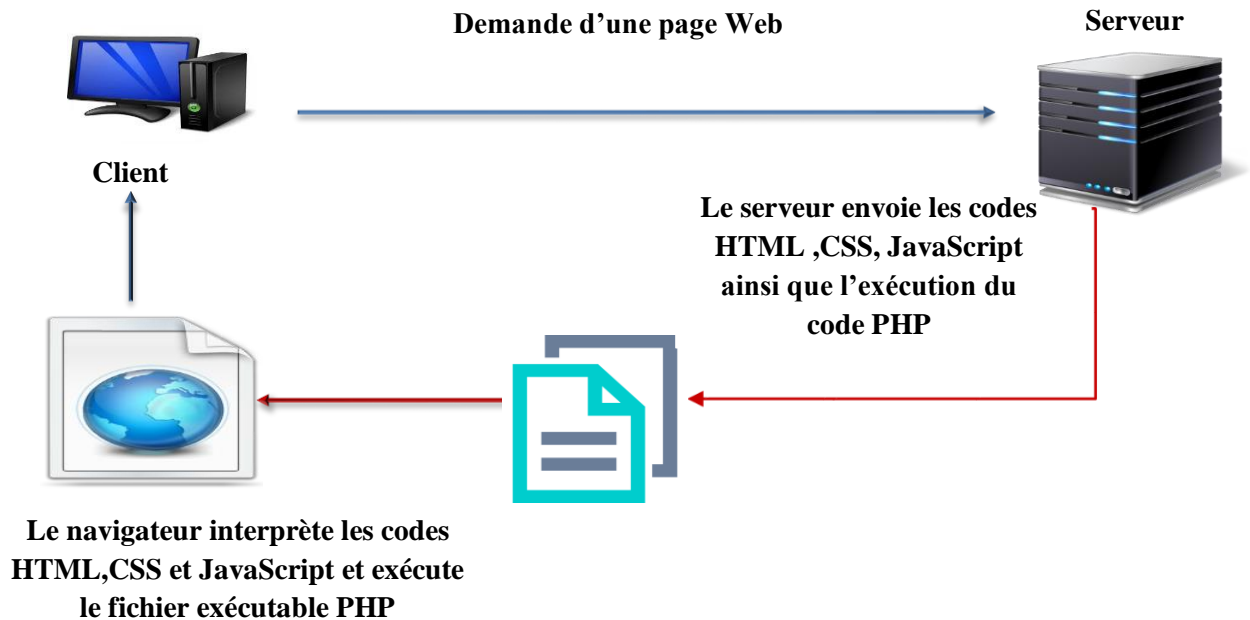 Demande d’une page Web
Serveur
Client
Le serveur envoie les codes
HTML ,CSS, JavaScript
ainsi que l’exécution du
code PHP
Le navigateur interprète les codes
HTML,CSS et JavaScript et exécute
le fichier exécutable PHP